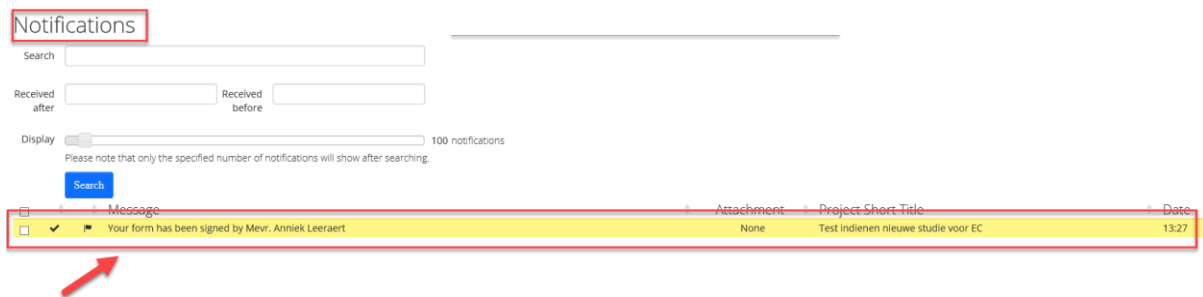 Notifications
Search
Received after
Received before
Display
100 notifications
Please note that only the specified number of notifications will show after searching.
Search
Message Attachment Project Short Title Date
Your form has been signed by Mevr. Anniek Leeraert None Test indienen nieuwe studie voor EC 13:27